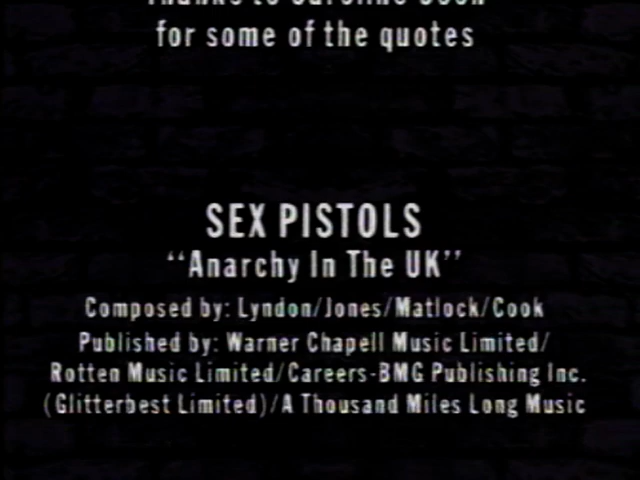 for some of the quotes
SEX PISTOLS
“Anarchy In The UK”
Composed by: Lyndon/Jones/Matlock/Cook
Published by: Warner Chapell Music Limited/
Rotten Music Limited/Careers-BMG Publishing Inc.
(Glitterbest Limited)/A Thousand Miles Long Music